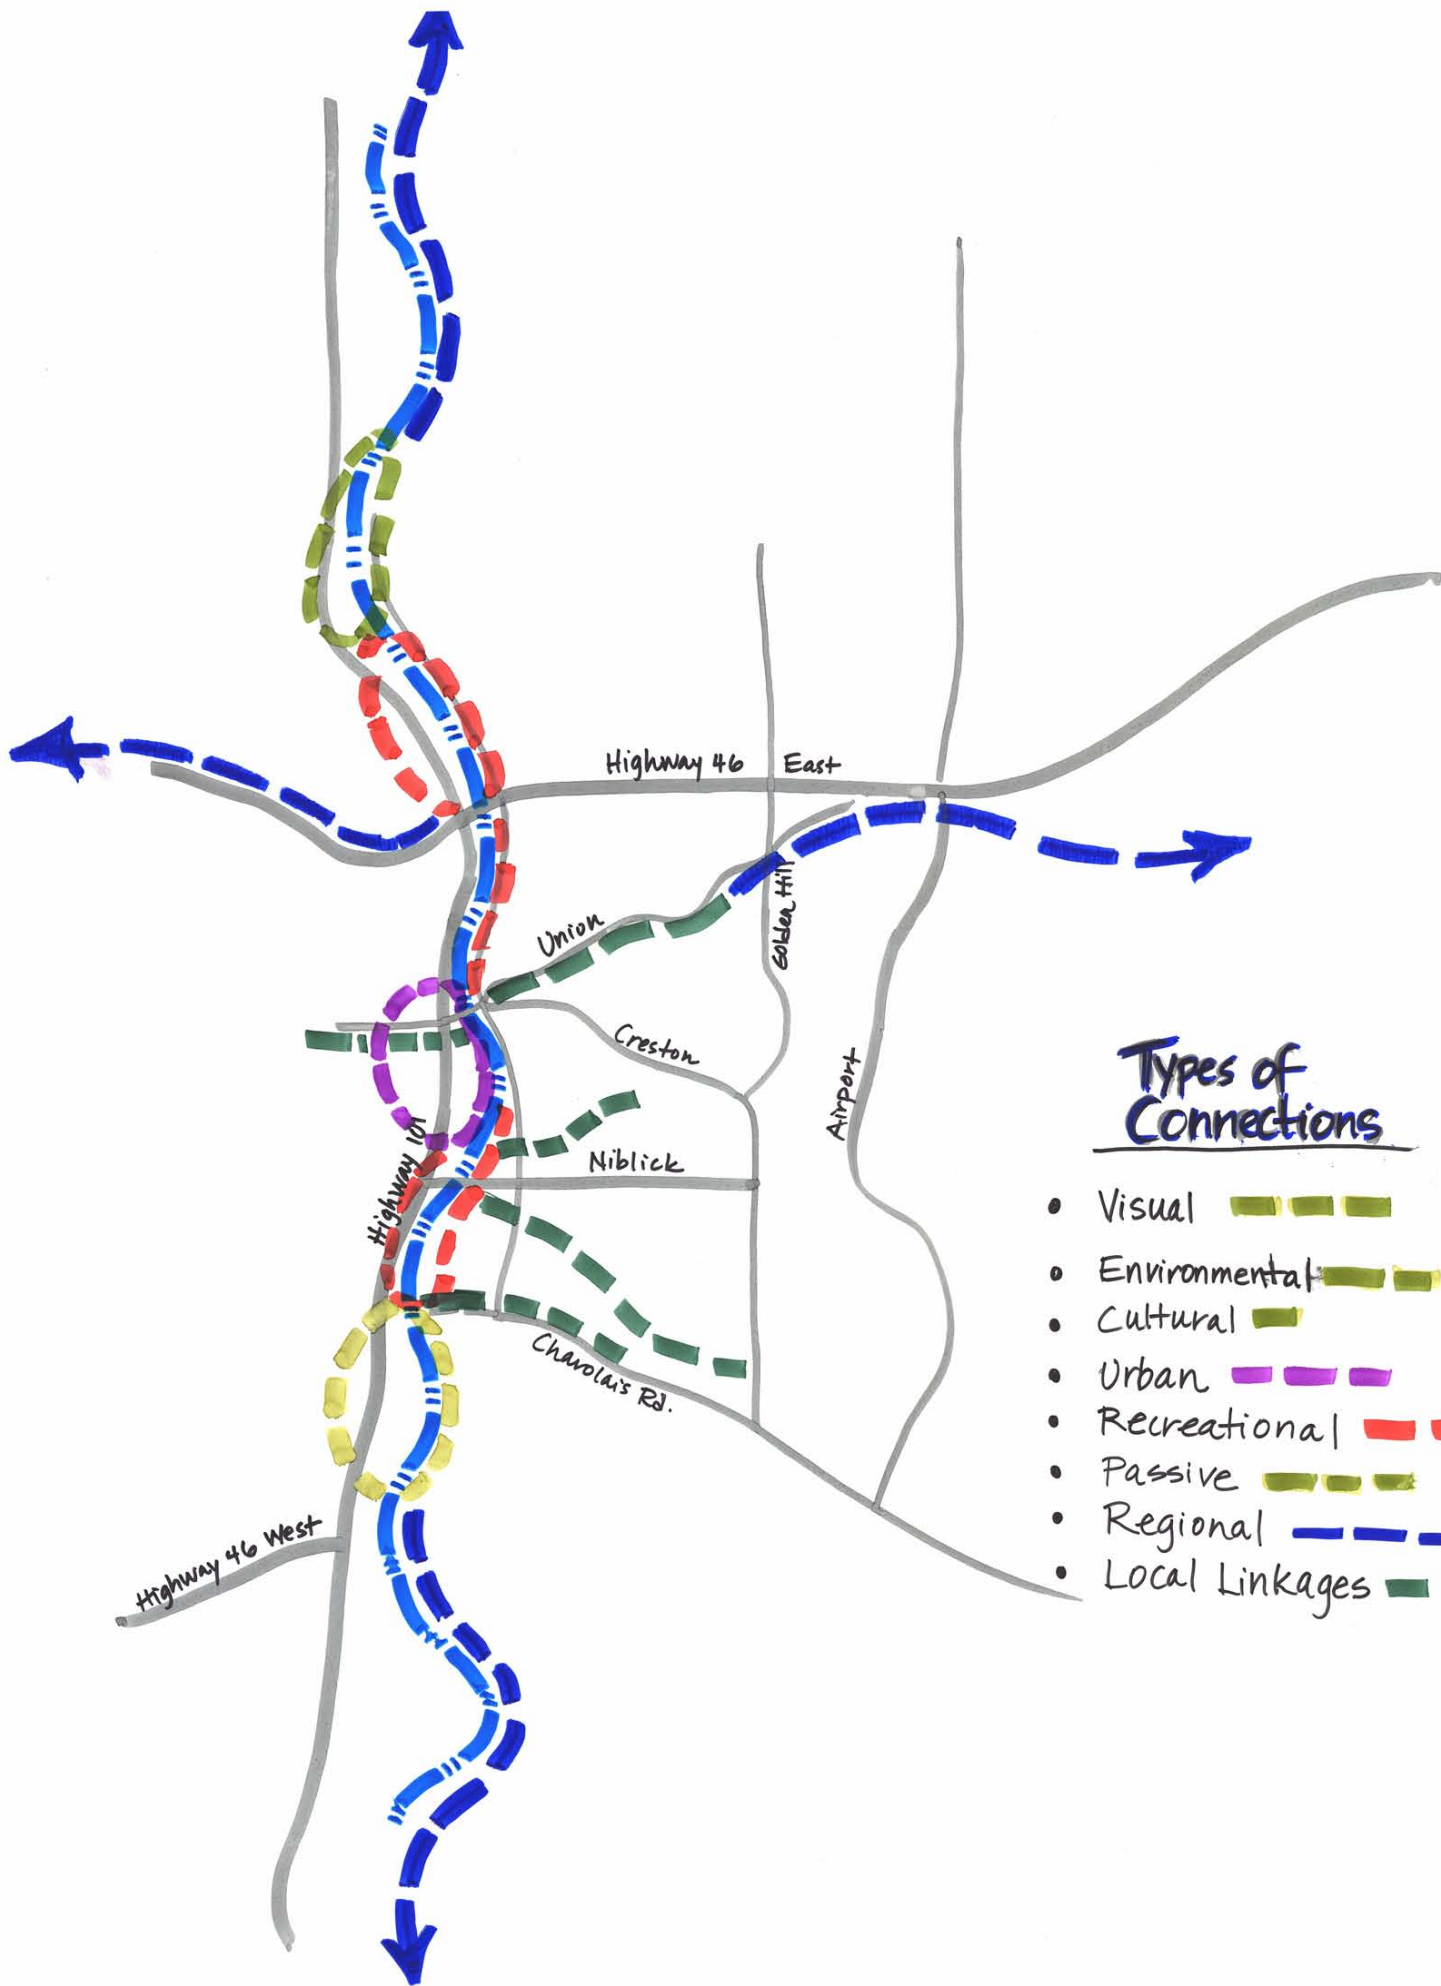 Highway 46 East
Union
Golden Hill
Creston
Airport
Niblick
Highway 101
Charolais Rd.
Highway 46 West
Types of
Connections
• Visual
• Environmental
• Cultural
• Urban
• Recreational
• Passive
• Regional
• Local Linkages